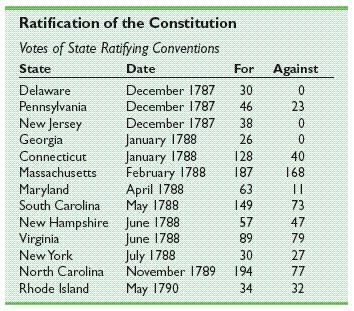 Ratification of the Constitution
Votes of State Ratifying Conventions
State Date For Against
Delaware December 1787 30 0
Pennsylvania December 1787 46 23
New Jersey December 1787 38 0
Georgia January 1788 26 0
Connecticut January 1788 128 40
Massachusetts February 1788 187 168
Maryland April 1788 63 11
South Carolina May 1788 149 73
New Hampshire June 1788 57 47
Virginia June 1788 89 79
New York July 1788 30 27
North Carolina November 1789 194 77
Rhode Island May 1790 34 32